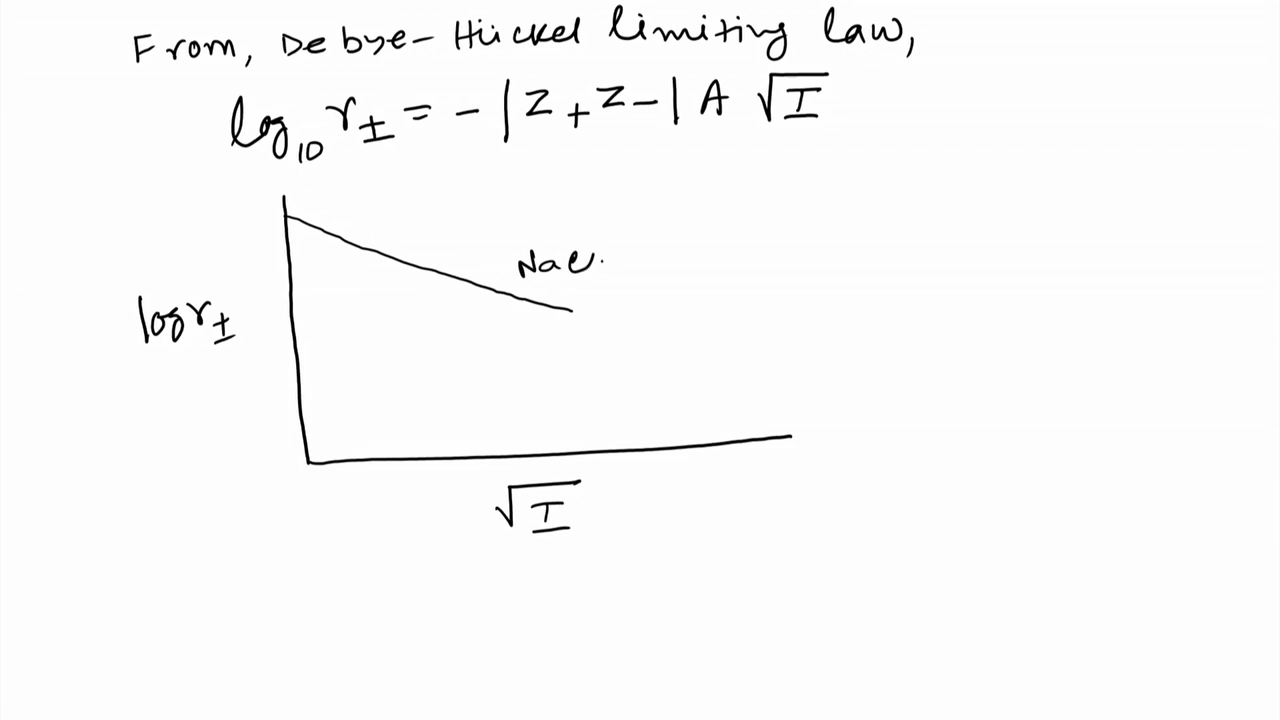 From, Debye-Hückel limiting law,
log₁₀ γ± = - |Z+Z-| A √I
NaCl
log γ±
√I